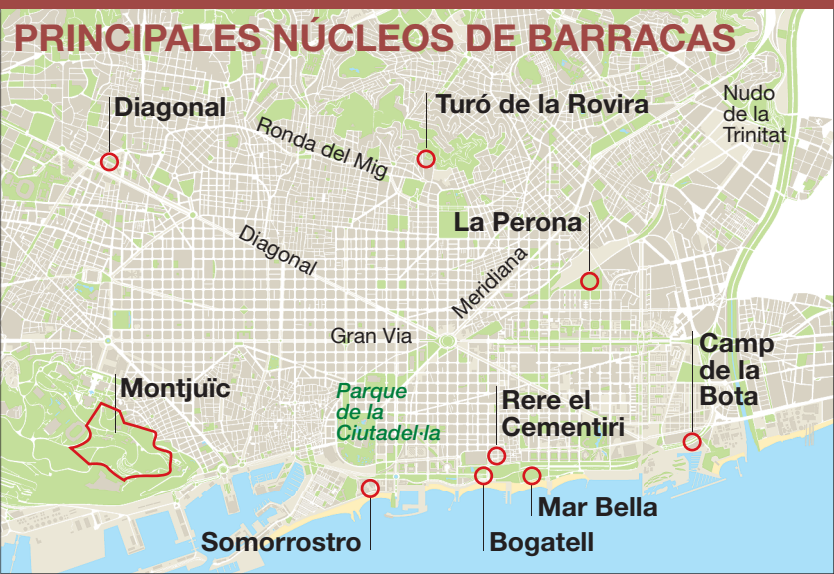 PRINCIPALES NÚCLEOS DE BARRACAS
Diagonal
Turó de la Rovira
Nudo
de la
Trinitat
Ronda del Mig
La Perona
Diagonal
Meridiana
Gran Via
Camp
de la
Bota
Montjuïc
Parque
de la
Ciutadel·la
Rere el
Cementiri
Mar Bella
Somorrostro
Bogatell